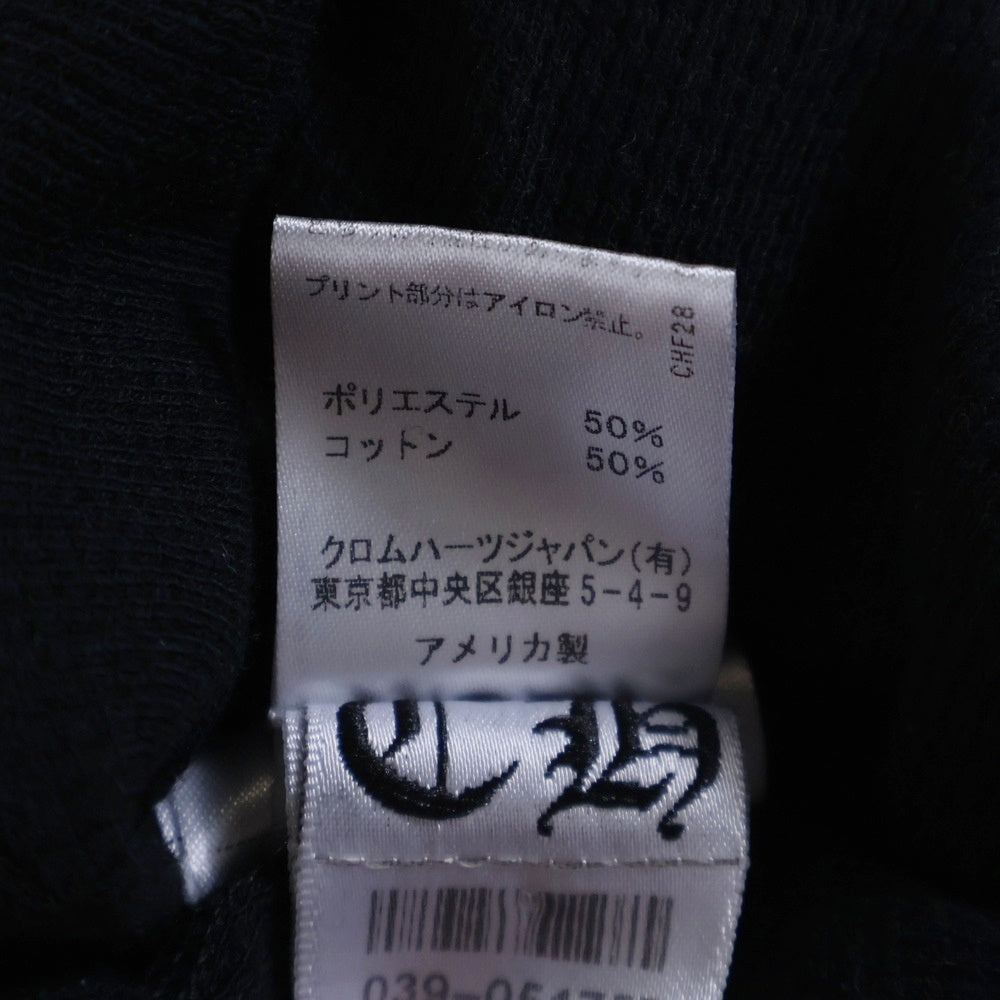 プリント部分はアイロン禁止。
CHF28
ポリエステル 50%
コットン 50%
クロムハーツジャパン(有)
東京都中央区銀座5-4-9
アメリカ製
CH